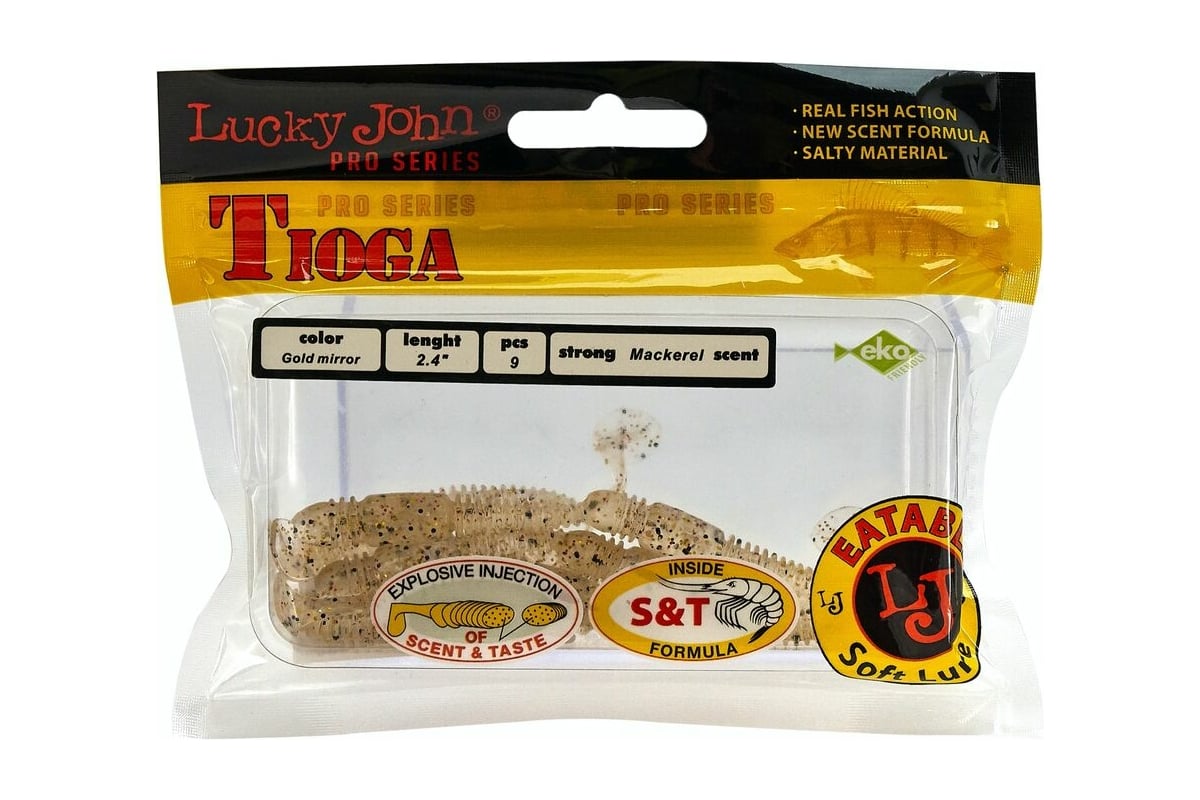 Lucky John®
PRO SERIES
· REAL FISH ACTION
· NEW SCENT FORMULA
· SALTY MATERIAL
PRO SERIES PRO SERIES
TIOGA
color
Gold mirror
lenght
2.4"
pcs
9
strong Mackerel scent
eko
FRIENDLY
EXPLOSIVE INJECTION
OF
SCENT & TASTE
INSIDE
S&T
FORMULA
EATABL
LJ
LJ
Soft Lure